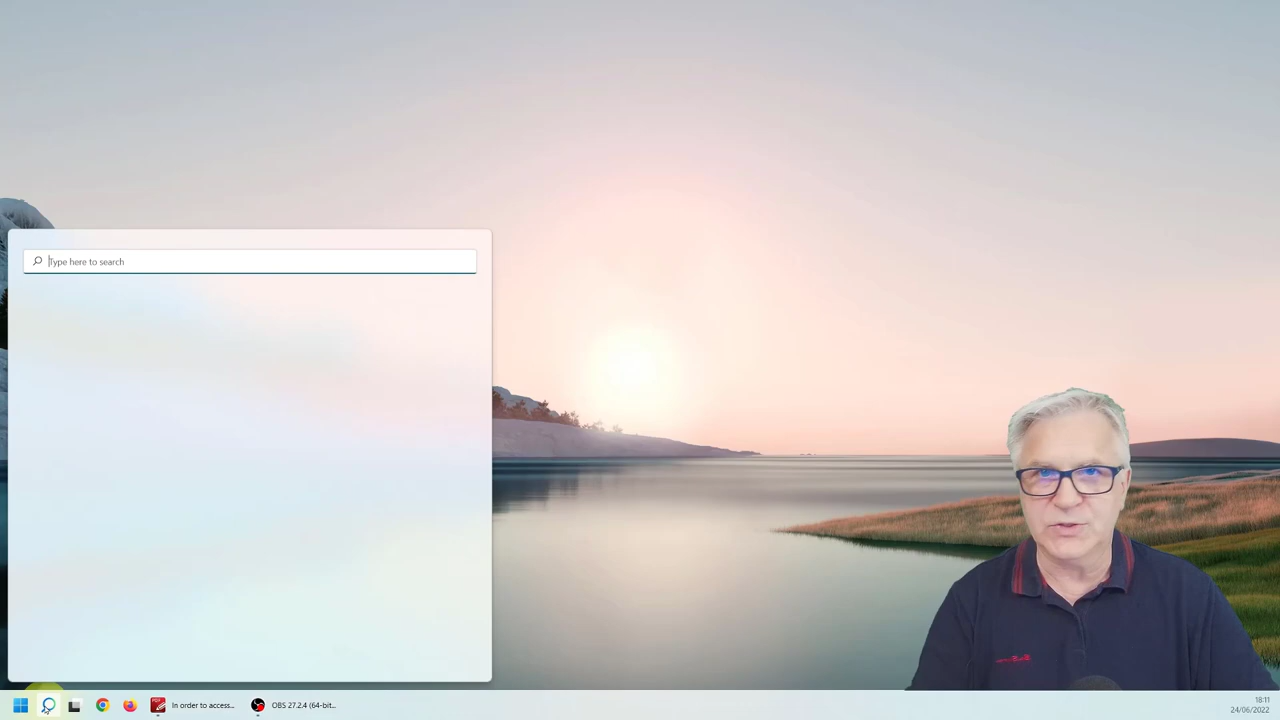 Type here to search
In order to access...
OBS 27.2.4 (64-bit...
18:11
24/06/2022